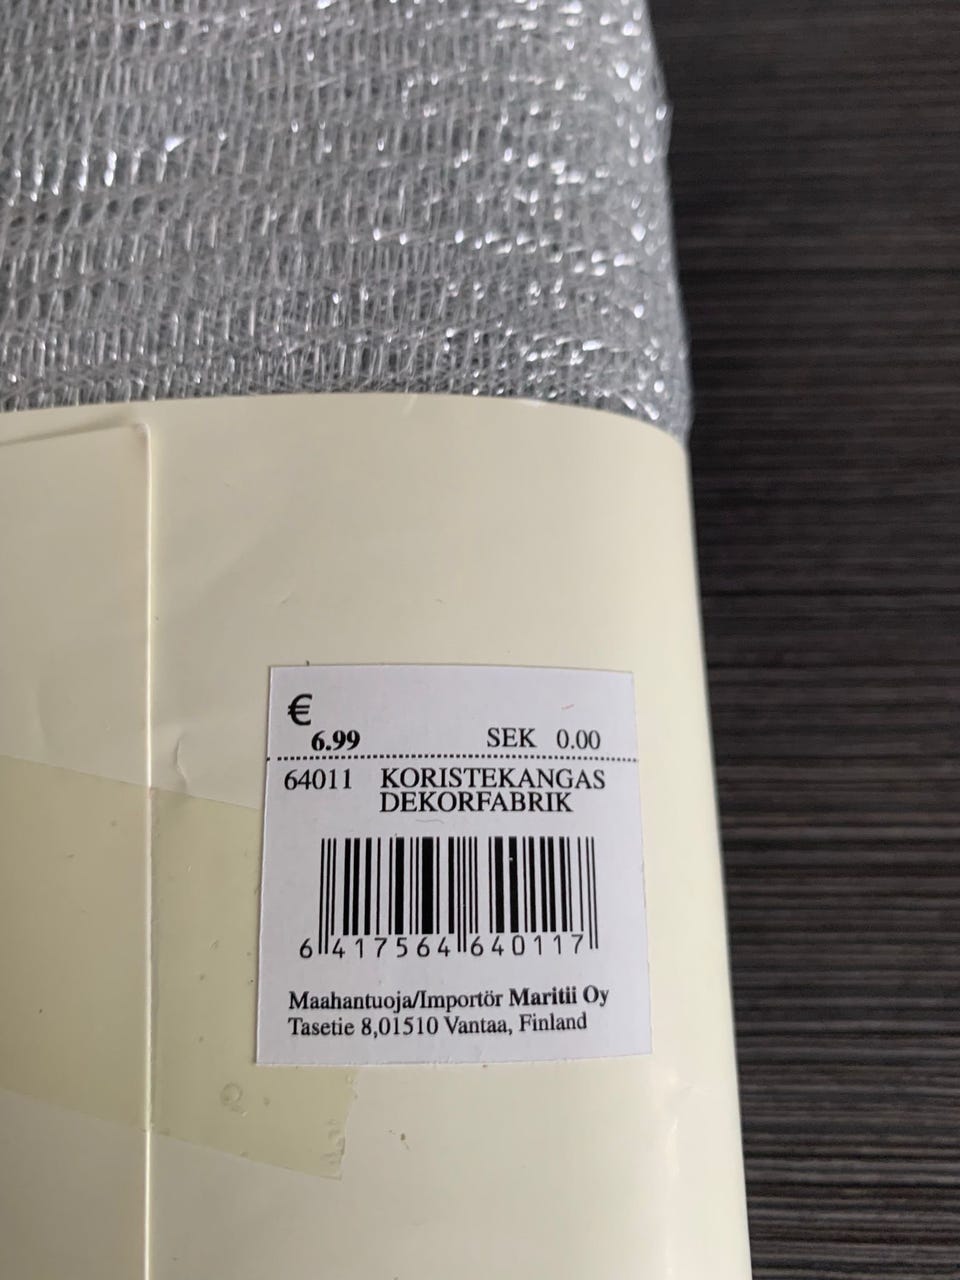 €
6.99 SEK 0.00
64011 KORISTEKANGAS
DEKORFABRIK
6 417564 640117
Maahantuoja/Importör Maritii Oy
Tasetie 8,01510 Vantaa, Finland